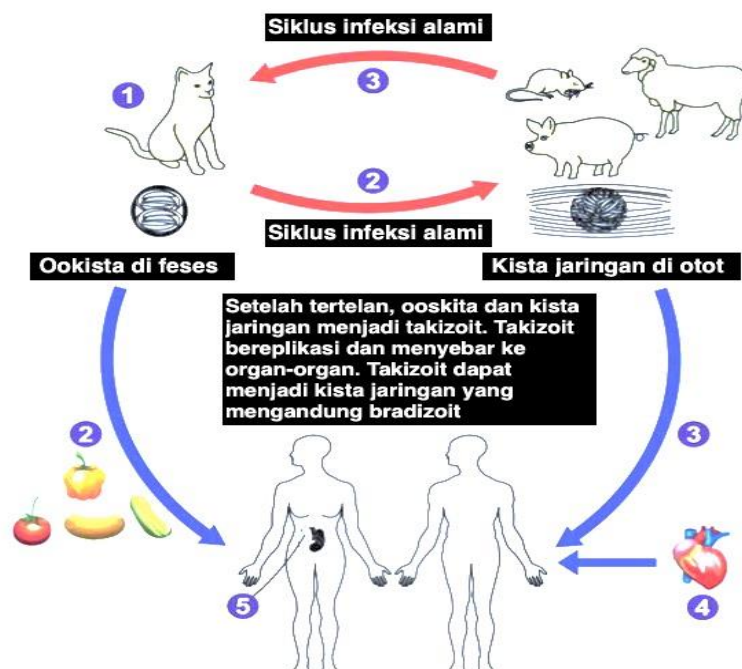 Siklus infeksi alami
3
1
2
Siklus infeksi alami
Ookista di feses
Kista jaringan di otot
Setelah tertelan, ooskita dan kista
jaringan menjadi takizoit. Takizoit
bereplikasi dan menyebar ke
organ-organ. Takizoit dapat
menjadi kista jaringan yang
mengandung bradizoit
2
3
5
4